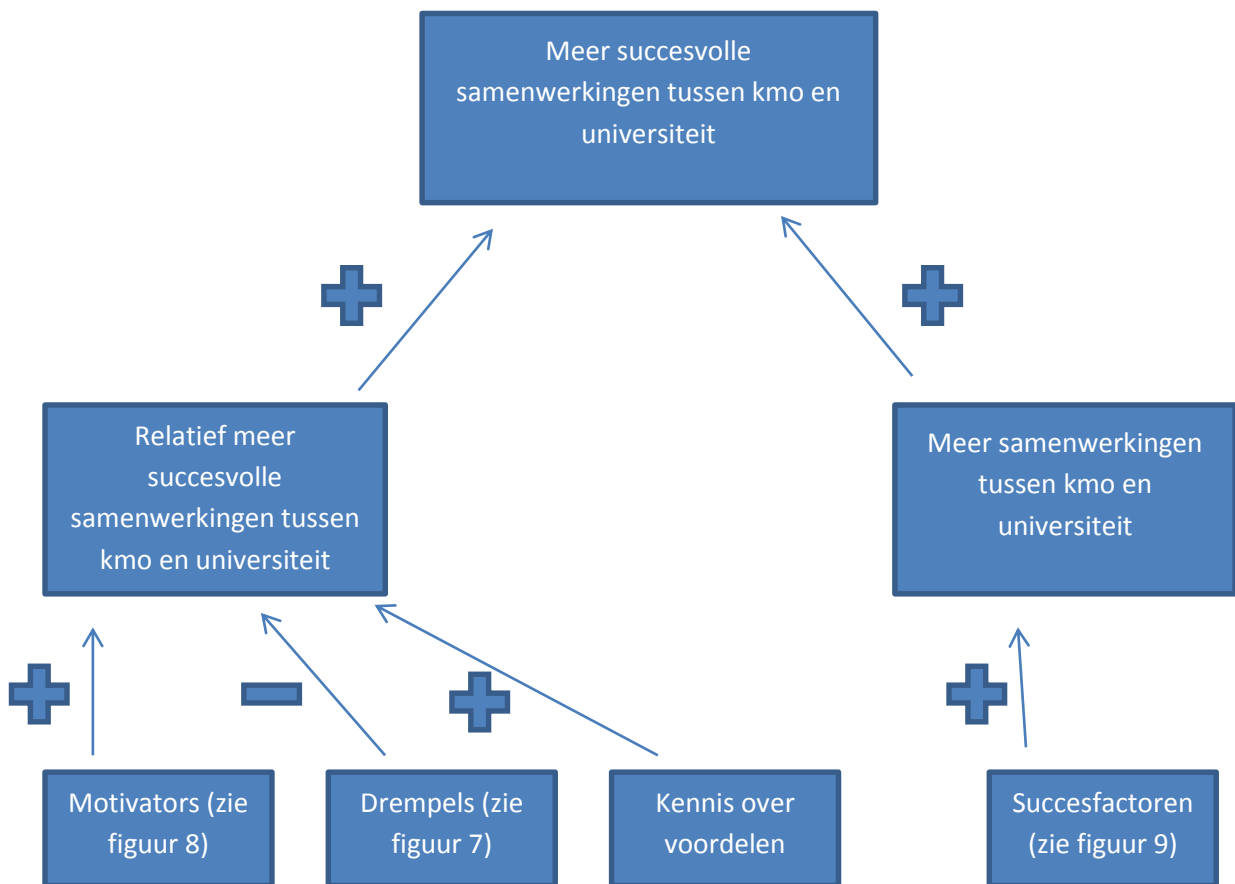 Meer succesvolle
samenwerkingen tussen kmo en
universiteit
Relatief meer
succesvolle
samenwerkingen tussen
kmo en universiteit
Meer samenwerkingen
tussen kmo en
universiteit
Motivators (zie
figuur 8)
Drempels (zie
figuur 7)
Kennis over
voordelen
Succesfactoren
(zie figuur 9)